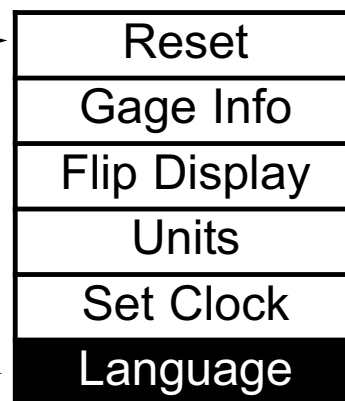 Reset
Gage Info
Flip Display
Units
Set Clock
Language